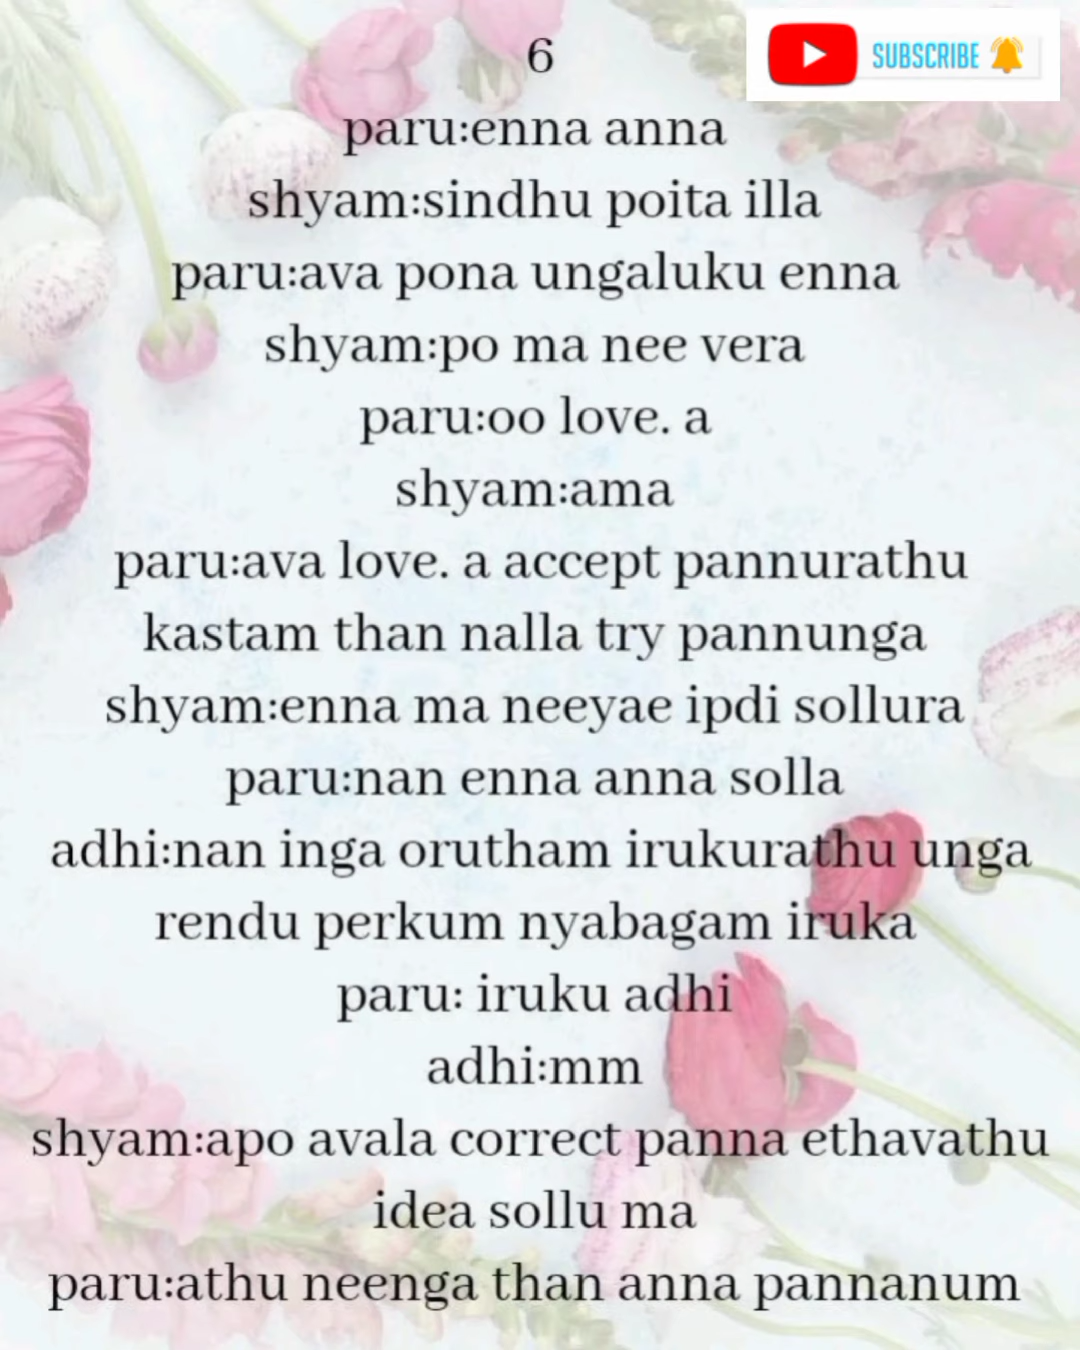 6
SUBSCRIBE
paru:enna anna
shyam:sindhu poita illa
paru:ava pona ungaluku enna
shyam:po ma nee vera
paru:oo love. a
shyam:ama
paru:ava love. a accept pannurathu
kastam than nalla try pannunga
shyam:enna ma neeyae ipdi sollura
paru:nan enna anna solla
adhi:nan inga orutham irukurathu unga
rendu perkum nyabagam iruka
paru: iruku adhi
adhi:mm
shyam:apo avala correct panna ethavathu
idea sollu ma
paru:athu neenga than anna pannanum